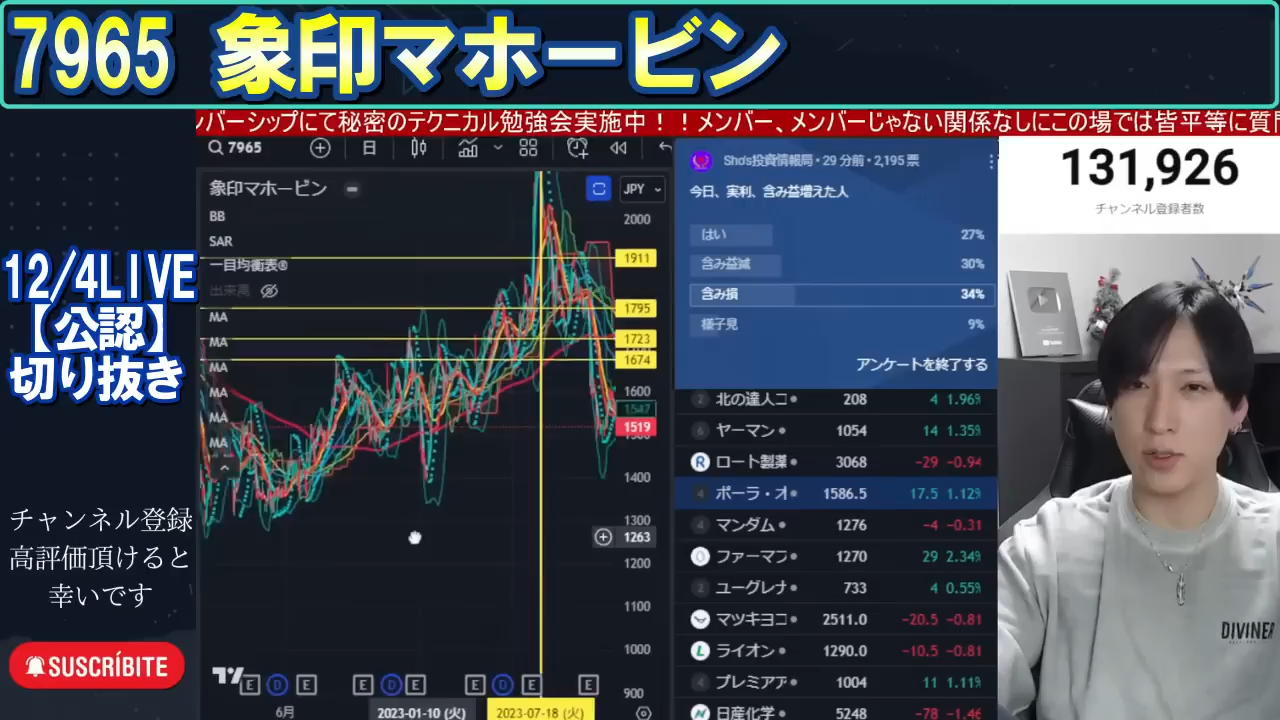 7965 象印マホービン
ンバーシップにて秘密のテクニカル勉強会実施中！！メンバー、メンバーじゃない関係なしにこの場では皆平等に質問
12/4LIVE
【公認】
切り抜き
チャンネル登録
高評価頂けると
幸いです
SUSCRÍBITE
7965
日
象印マホービン
JPY
BB
SAR
一目均衡表
出来高
MA
MA
MA
MA
MA
MA
2000
1911
1795
1723
1674
1600
1547
1519
1400
1300
1263
1200
1100
1000
900
E D E E D E E D E E
6月
2023-01-10 (火)
2023-07-18 (火)
Sho's投資情報局・29 分前・2,195 票
今日、実利、含み益増えた人
はい 27%
含み益減 30%
含み損 34%
様子見 9%
アンケートを終了する
北の達人コ 208 4 1.96%
ヤーマン 1054 14 1.35%
ロート製薬 3068 -29 -0.94
ポーラ・オ 1586.5 17.5 1.12%
マンダム 1276 -4 -0.31
ファーマフ 1270 29 2.34%
ユーグレナ 733 4 0.55%
マツキヨコ 2511.0 -20.5 -0.81
ライオン 1290.0 -10.5 -0.81
プレミアア 1004 11 1.11%
日産化学 5248 -78 -1.46
131,926
チャンネル登録者数
YouTube
DIVINER